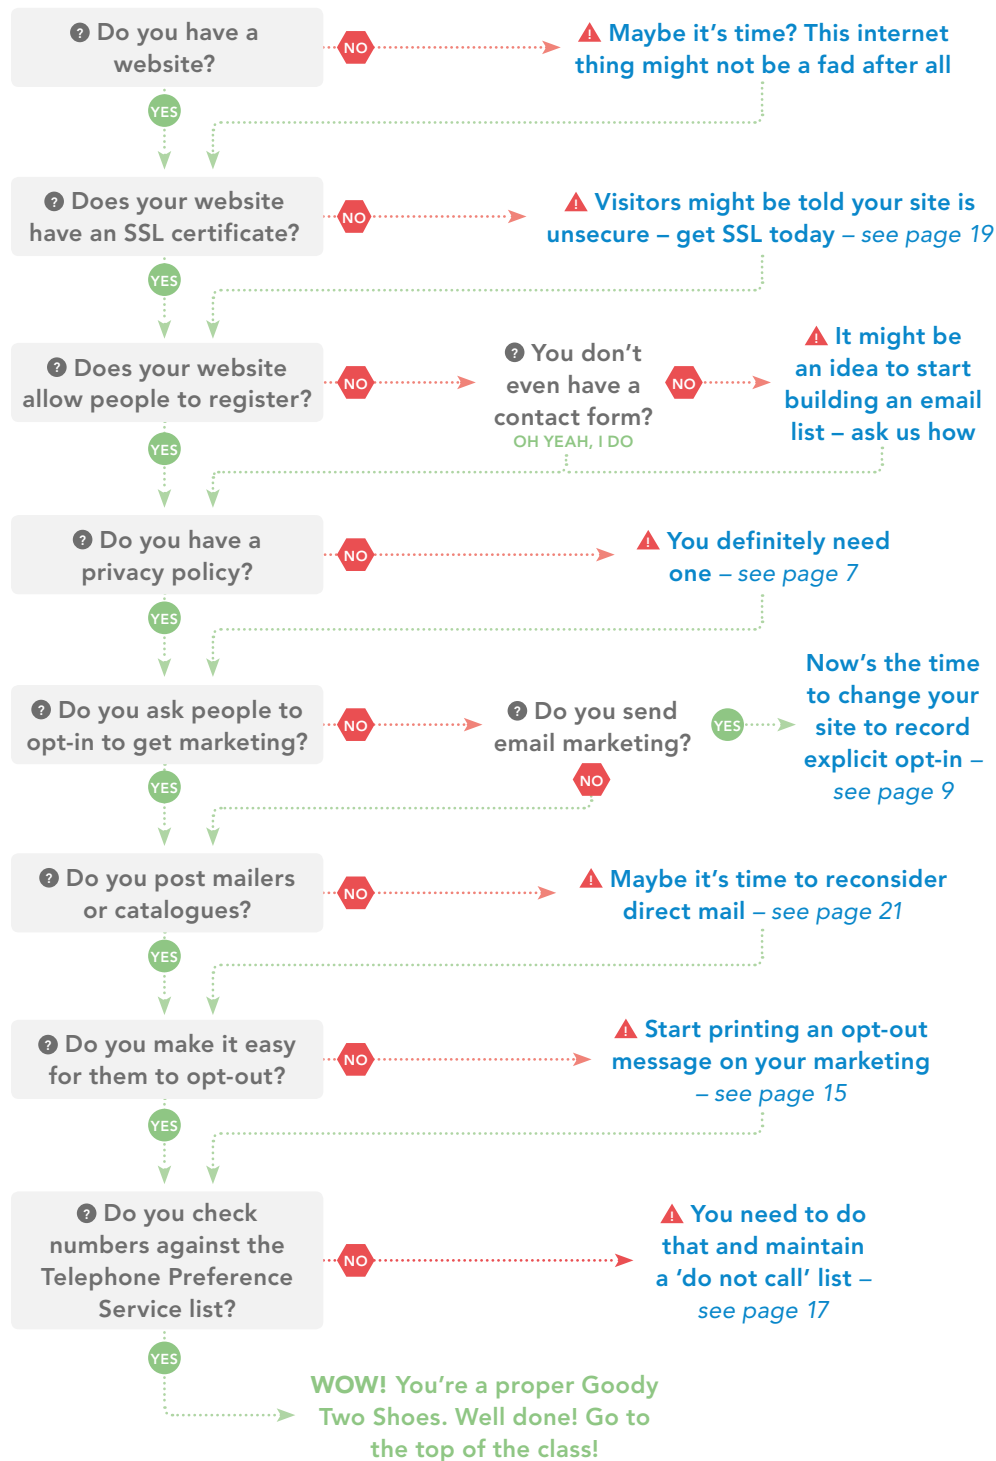 Do you have a
website?
NO
Maybe it’s time? This internet
thing might not be a fad after all
YES
Does your website
have an SSL certificate?
NO
Visitors might be told your site is
unsecure – get SSL today – see page 19
YES
Does your website
allow people to register?
NO
You don’t
even have a
contact form?
OH YEAH, I DO
NO
It might be
an idea to start
building an email
list – ask us how
YES
Do you have a
privacy policy?
NO
You definitely need
one – see page 7
YES
Do you ask people to
opt-in to get marketing?
NO
Do you send
email marketing?
NO
YES
Now’s the time
to change your
site to record
explicit opt-in –
see page 9
YES
Do you post mailers
or catalogues?
NO
Maybe it’s time to reconsider
direct mail – see page 21
YES
Do you make it easy
for them to opt-out?
NO
Start printing an opt-out
message on your marketing
– see page 15
YES
Do you check
numbers against the
Telephone Preference
Service list?
NO
You need to do
that and maintain
a ‘do not call’ list –
see page 17
YES
WOW! You’re a proper Goody
Two Shoes. Well done! Go to
the top of the class!